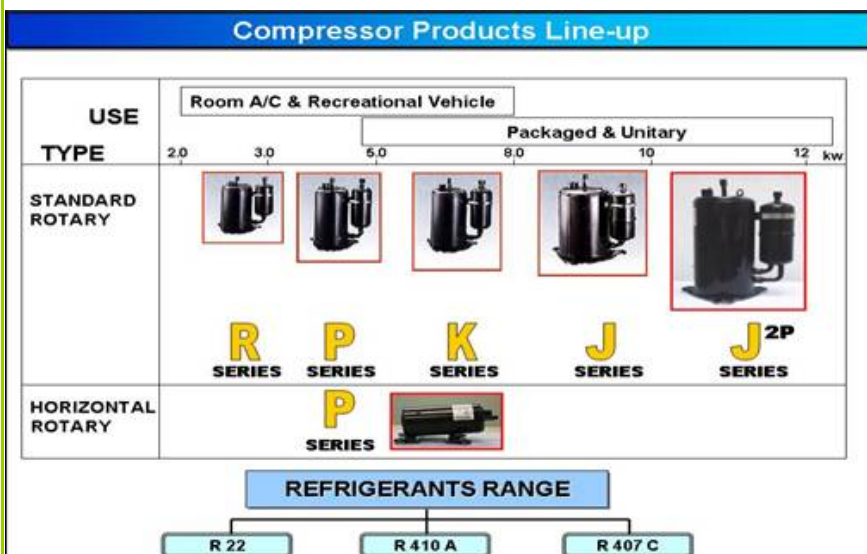 Compressor Products Line-up
USE
Room A/C & Recreational Vehicle
Packaged & Unitary
TYPE
2.0 3.0 5.0 8.0 10 12 kw
STANDARD
ROTARY
R P K J J 2P
SERIES SERIES SERIES SERIES SERIES
HORIZONTAL
ROTARY
P
SERIES
REFRIGERANTS RANGE
R 22 R 410 A R 407 C